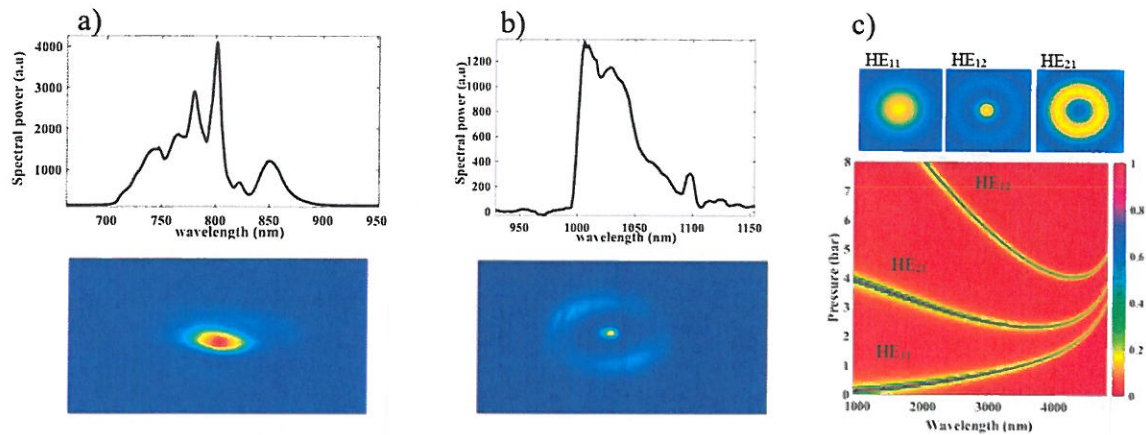 a)
Spectral power (a.u)
4000
3000
2000
1000
700 750 800 850 900 950
wavelength (nm)
b)
Spectral power (a.u)
1200
1000
800
600
400
200
0
950 1000 1050 1100 1150
wavelength (nm)
c)
HE11 HE12 HE21
Pressure (bar)
8
7
6
5
4
3
2
1
0
HE12
HE21
HE11
1000 2000 3000 4000
Wavelength (nm)
1
0.8
0.6
0.4
0.2
0